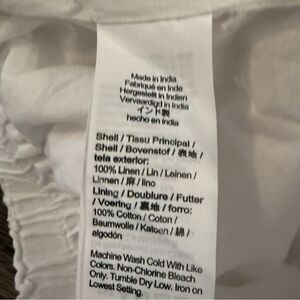 Made in India
Fabriqué en Inde
Hergestellt in Indien
Vervaardigd in India
インド製
hecho en india
Shell / Tissu Principal /
Shell / Bovenstof / 表地 /
tela exterior:
100% Linen / Lin / Leinen /
Linnen / 麻 / lino
Lining / Doublure / Futter
/ Voering / 裏地 / forro:
100% Cotton / Coton /
Baumwolle / Katoen / 綿 /
algodón
Machine Wash Cold With Like
Colors. Non-Chlorine Bleach
Only. Tumble Dry Low. Iron on
Lowest Setting.